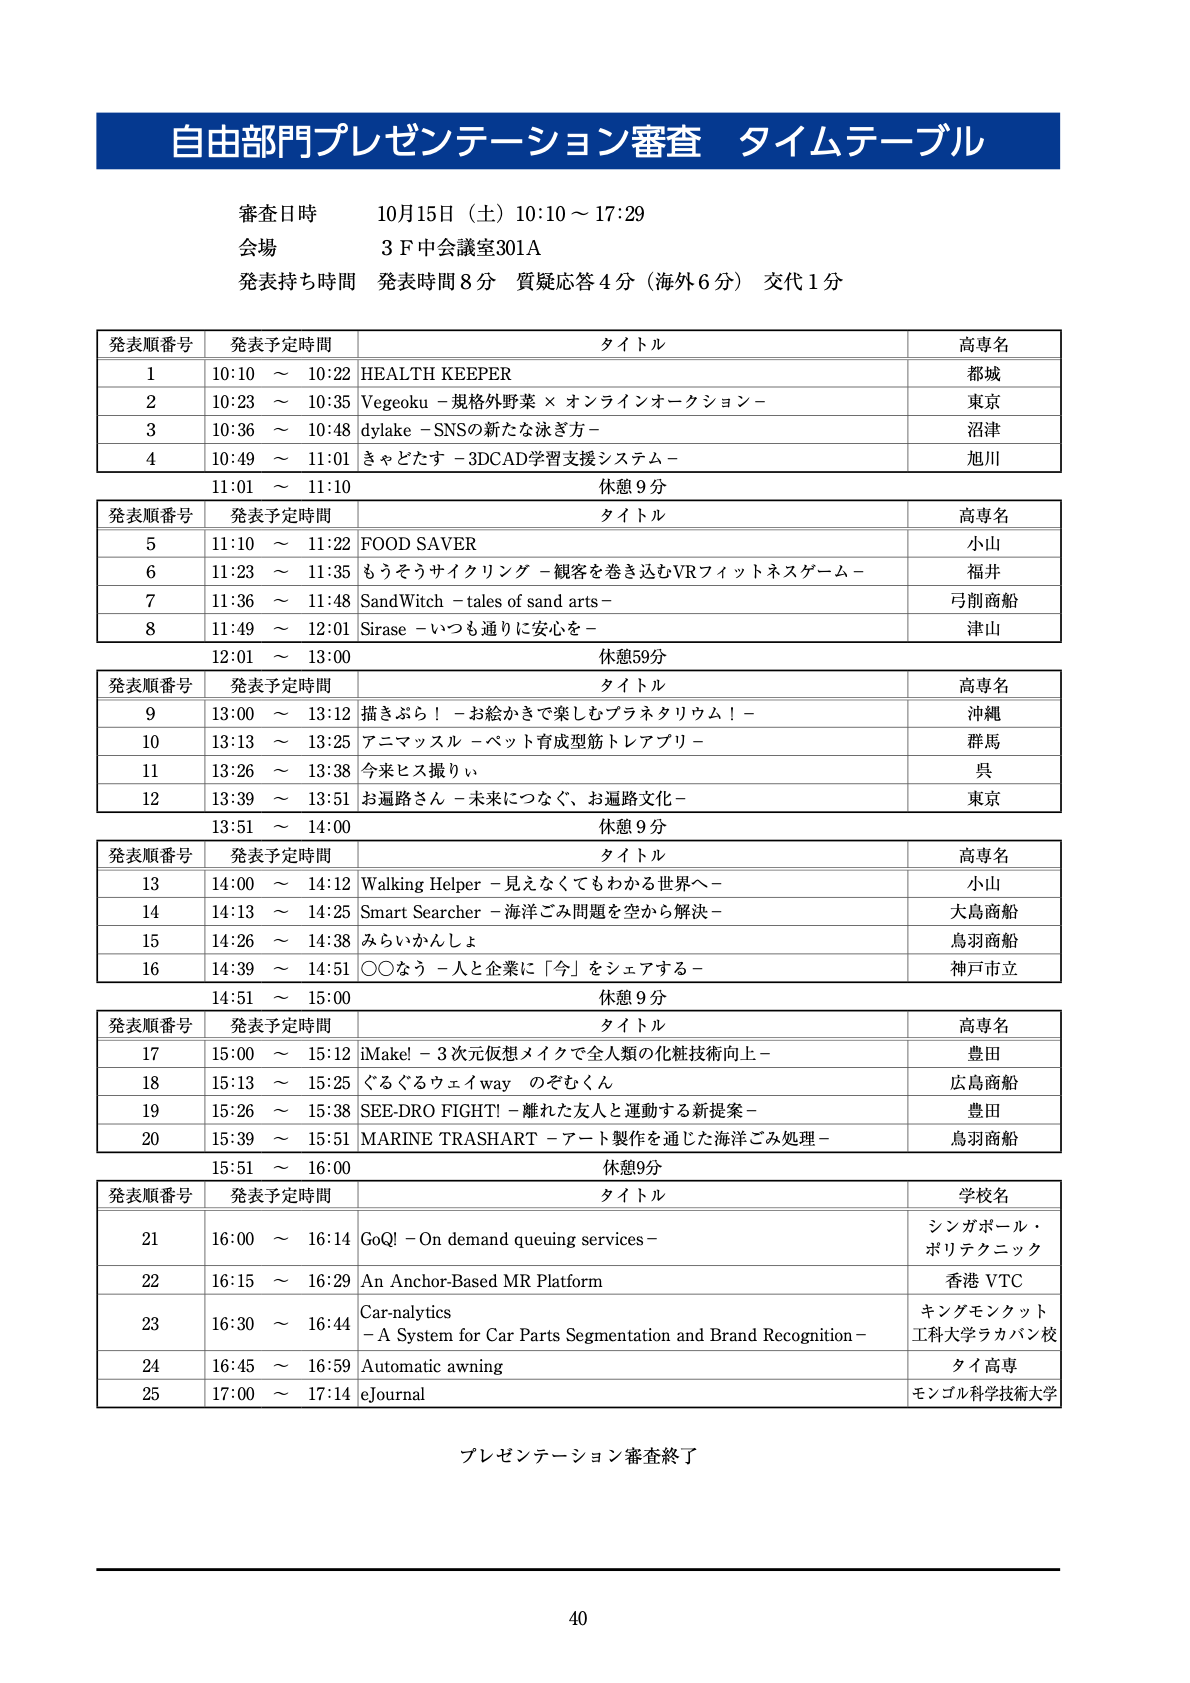 自由部門プレゼンテーション審査　タイムテーブル
審査日時　10月15日（土）10:10 ～ 17:29
会場　３Ｆ中会議室301A
発表持ち時間　発表時間８分　質疑応答４分（海外６分）　交代１分
発表順番号 発表予定時間 タイトル 高専名
1 10:10 ～ 10:22 HEALTH KEEPER 都城
2 10:23 ～ 10:35 Vegeoku －規格外野菜 × オンラインオークション－ 東京
3 10:36 ～ 10:48 dylake －SNSの新たな泳ぎ方－ 沼津
4 10:49 ～ 11:01 きゃどたす －3DCAD学習支援システム－ 旭川
11:01 ～ 11:10 休憩９分
発表順番号 発表予定時間 タイトル 高専名
5 11:10 ～ 11:22 FOOD SAVER 小山
6 11:23 ～ 11:35 もうそうサイクリング －観客を巻き込むVRフィットネスゲーム－ 福井
7 11:36 ～ 11:48 SandWitch －tales of sand arts－ 弓削商船
8 11:49 ～ 12:01 Sirase －いつも通りに安心を－ 津山
12:01 ～ 13:00 休憩59分
発表順番号 発表予定時間 タイトル 高専名
9 13:00 ～ 13:12 描きぷら！ －お絵かきで楽しむプラネタリウム！－ 沖縄
10 13:13 ～ 13:25 アニマッスル －ペット育成型筋トレアプリ－ 群馬
11 13:26 ～ 13:38 今来ヒス撮りぃ 呉
12 13:39 ～ 13:51 お遍路さん －未来につなぐ、お遍路文化－ 東京
13:51 ～ 14:00 休憩９分
発表順番号 発表予定時間 タイトル 高専名
13 14:00 ～ 14:12 Walking Helper －見えなくてもわかる世界へ－ 小山
14 14:13 ～ 14:25 Smart Searcher －海洋ごみ問題を空から解決－ 大島商船
15 14:26 ～ 14:38 みらいかんしょ 鳥羽商船
16 14:39 ～ 14:51 〇〇なう －人と企業に「今」をシェアする－ 神戸市立
14:51 ～ 15:00 休憩９分
発表順番号 発表予定時間 タイトル 高専名
17 15:00 ～ 15:12 iMake! －３次元仮想メイクで全人類の化粧技術向上－ 豊田
18 15:13 ～ 15:25 ぐるぐるウェイway　のぞむくん 広島商船
19 15:26 ～ 15:38 SEE-DRO FIGHT! －離れた友人と運動する新提案－ 豊田
20 15:39 ～ 15:51 MARINE TRASHART －アート製作を通じた海洋ごみ処理－ 鳥羽商船
15:51 ～ 16:00 休憩9分
発表順番号 発表予定時間 タイトル 学校名
21 16:00 ～ 16:14 GoQ! －On demand queuing services－ シンガポール・
ポリテクニック
22 16:15 ～ 16:29 An Anchor-Based MR Platform 香港 VTC
23 16:30 ～ 16:44 Car-nalytics キングモンクット
－A System for Car Parts Segmentation and Brand Recognition－ 工科大学ラカバン校
24 16:45 ～ 16:59 Automatic awning タイ高専
25 17:00 ～ 17:14 eJournal モンゴル科学技術大学
プレゼンテーション審査終了
40